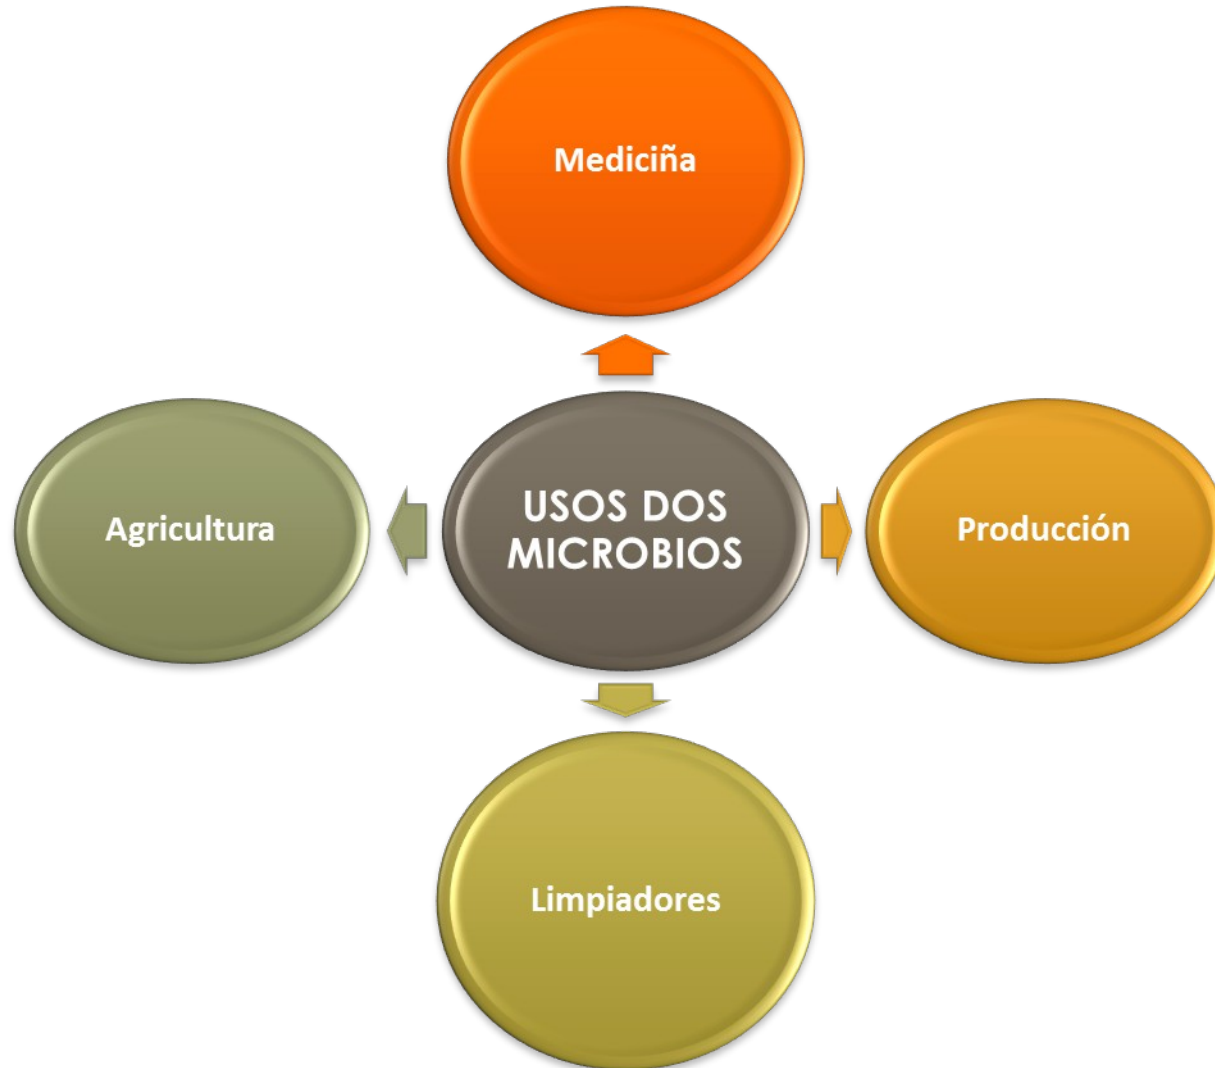 Mediciña
Agricultura
USOS DOS
MICROBIOS
Producción
Limpiadores